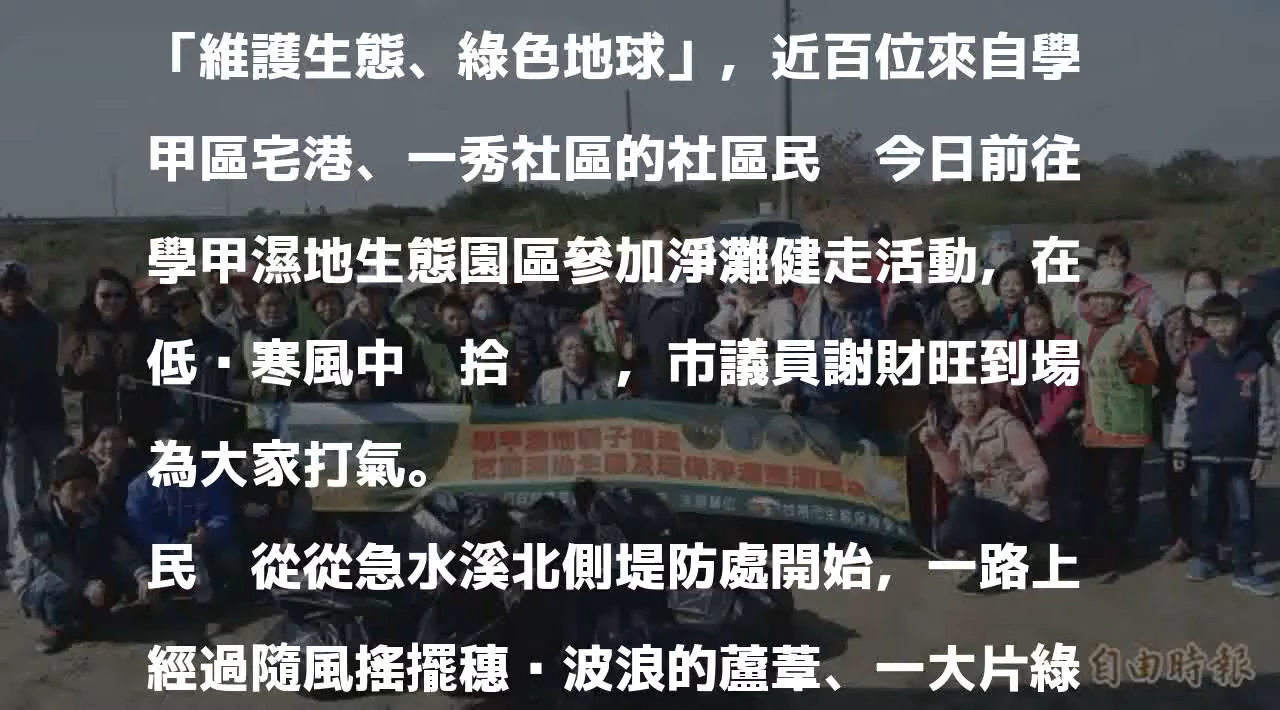 「維護生態、綠色地球」，近百位來自學
甲區宅港、一秀社區的社區民　今日前往
學甲濕地生態園區參加淨灘健走活動，在
低·寒風中　拾　　，市議員謝財旺到場
為大家打氣。
民　從從急水溪北側堤防處開始，一路上
經過隨風搖擺穗·波浪的蘆葦、一大片綠
自由時報